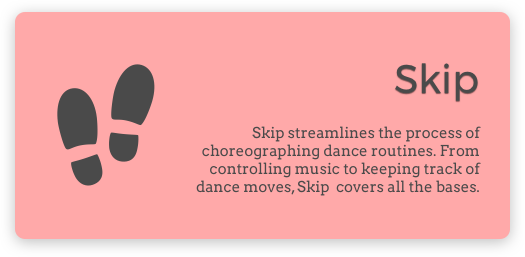 Skip
Skip streamlines the process of
choreographing dance routines. From
controlling music to keeping track of
dance moves, Skip  covers all the bases.